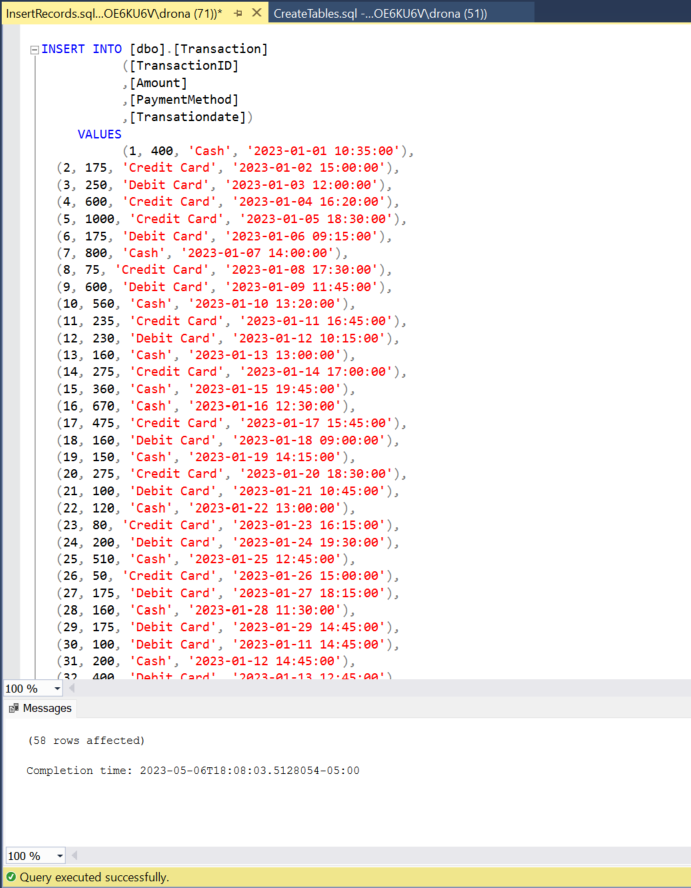 InsertRecords.sql...OE6KU6V\drona (71))*
CreateTables.sql -...OE6KU6V\drona (51))
INSERT INTO [dbo].[Transaction]
([TransactionID]
,[Amount]
,[PaymentMethod]
,[Transationdate])
VALUES
(1, 400, 'Cash', '2023-01-01 10:35:00'),
(2, 175, 'Credit Card', '2023-01-02 15:00:00'),
(3, 250, 'Debit Card', '2023-01-03 12:00:00'),
(4, 600, 'Credit Card', '2023-01-04 16:20:00'),
(5, 1000, 'Credit Card', '2023-01-05 18:30:00'),
(6, 175, 'Debit Card', '2023-01-06 09:15:00'),
(7, 800, 'Cash', '2023-01-07 14:00:00'),
(8, 75, 'Credit Card', '2023-01-08 17:30:00'),
(9, 600, 'Debit Card', '2023-01-09 11:45:00'),
(10, 560, 'Cash', '2023-01-10 13:20:00'),
(11, 235, 'Credit Card', '2023-01-11 16:45:00'),
(12, 230, 'Debit Card', '2023-01-12 10:15:00'),
(13, 160, 'Cash', '2023-01-13 13:00:00'),
(14, 275, 'Credit Card', '2023-01-14 17:00:00'),
(15, 360, 'Cash', '2023-01-15 19:45:00'),
(16, 670, 'Cash', '2023-01-16 12:30:00'),
(17, 475, 'Credit Card', '2023-01-17 15:45:00'),
(18, 160, 'Debit Card', '2023-01-18 09:00:00'),
(19, 150, 'Cash', '2023-01-19 14:15:00'),
(20, 275, 'Credit Card', '2023-01-20 18:30:00'),
(21, 100, 'Debit Card', '2023-01-21 10:45:00'),
(22, 120, 'Cash', '2023-01-22 13:00:00'),
(23, 80, 'Credit Card', '2023-01-23 16:15:00'),
(24, 200, 'Debit Card', '2023-01-24 19:30:00'),
(25, 510, 'Cash', '2023-01-25 12:45:00'),
(26, 50, 'Credit Card', '2023-01-26 15:00:00'),
(27, 175, 'Debit Card', '2023-01-27 18:15:00'),
(28, 160, 'Cash', '2023-01-28 11:30:00'),
(29, 175, 'Debit Card', '2023-01-29 14:45:00'),
(30, 100, 'Debit Card', '2023-01-11 14:45:00'),
(31, 200, 'Cash', '2023-01-12 14:45:00'),
(32, 400, 'Debit Card', '2023-01-13 12:45:00'),
100 %
Messages
(58 rows affected)
Completion time: 2023-05-06T18:08:03.5128054-05:00
100 %
Query executed successfully.